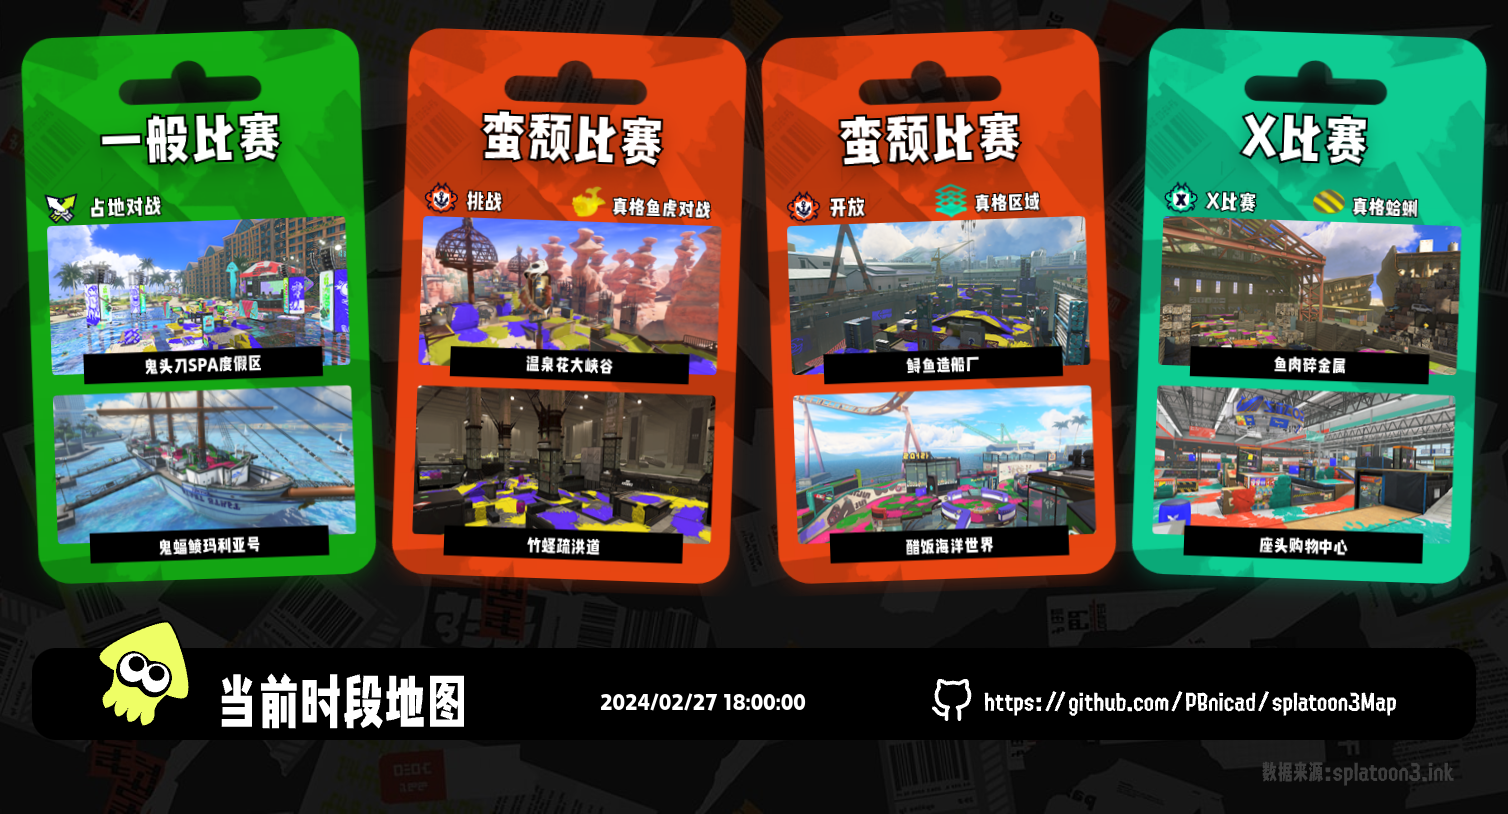 一般比赛
占地对战
鬼头刀SPA度假区
鬼蝠鲼玛利亚号
蛮颓比赛
挑战
真格鱼虎对战
温泉花大峡谷
竹蛏疏洪道
蛮颓比赛
开放
真格区域
鲟鱼造船厂
醋饭海洋世界
X比赛
X比赛
真格蛤蜊
鱼肉碎金属
座头购物中心
当前时段地图
2024/02/27 18:00:00
https://github.com/PBnicad/splatoon3Map
数据来源:splatoon3.ink